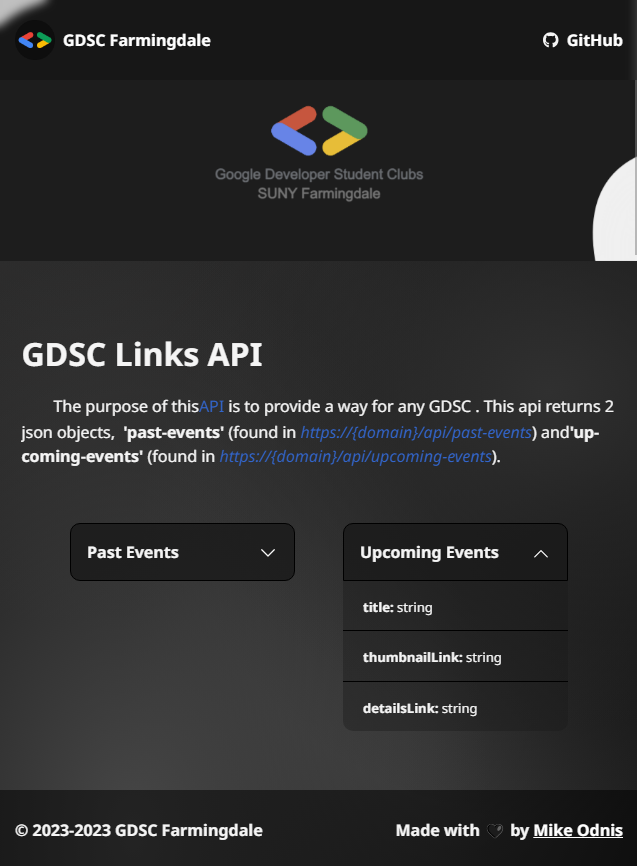 GDSC Farmingdale
GitHub
Google Developer Student Clubs
SUNY Farmingdale
GDSC Links API
The purpose of thisAPI is to provide a way for any GDSC . This api returns 2
json objects, 'past-events' (found in https://{domain}/api/past-events) and'up-
coming-events' (found in https://{domain}/api/upcoming-events).
Past Events
Upcoming Events
title: string
thumbnailLink: string
detailsLink: string
© 2023-2023 GDSC Farmingdale
Made with 🖤 by Mike Odnis